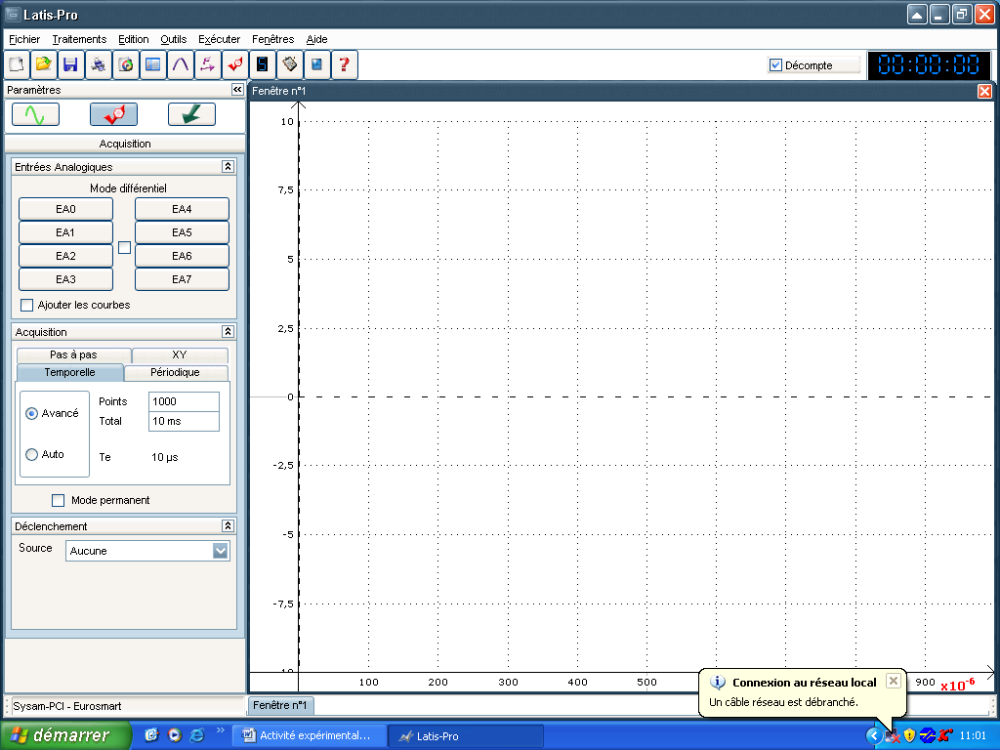 Latis-Pro
Fichier Traitements Edition Outils Exécuter Fenêtres Aide
Décompte 00:00:00
Paramètres
Fenêtre n°1
Acquisition
Entrées Analogiques
Mode différentiel
EA0 EA4
EA1 EA5
EA2 EA6
EA3 EA7
Ajouter les courbes
Acquisition
Pas à pas XY
Temporelle Périodique
Avancé
Auto
Points 1000
Total 10 ms
Te 10 µs
Mode permanent
Déclenchement
Source Aucune
10
7,5
5
2,5
0
-2,5
-5
-7,5
-10
100 200 300 400 500 900 x10-6
Connexion au réseau local
Un câble réseau est débranché.
Sysam-PCI - Eurosmart
Fenêtre n°1
démarrer
Activité expérimental...
Latis-Pro
11:01